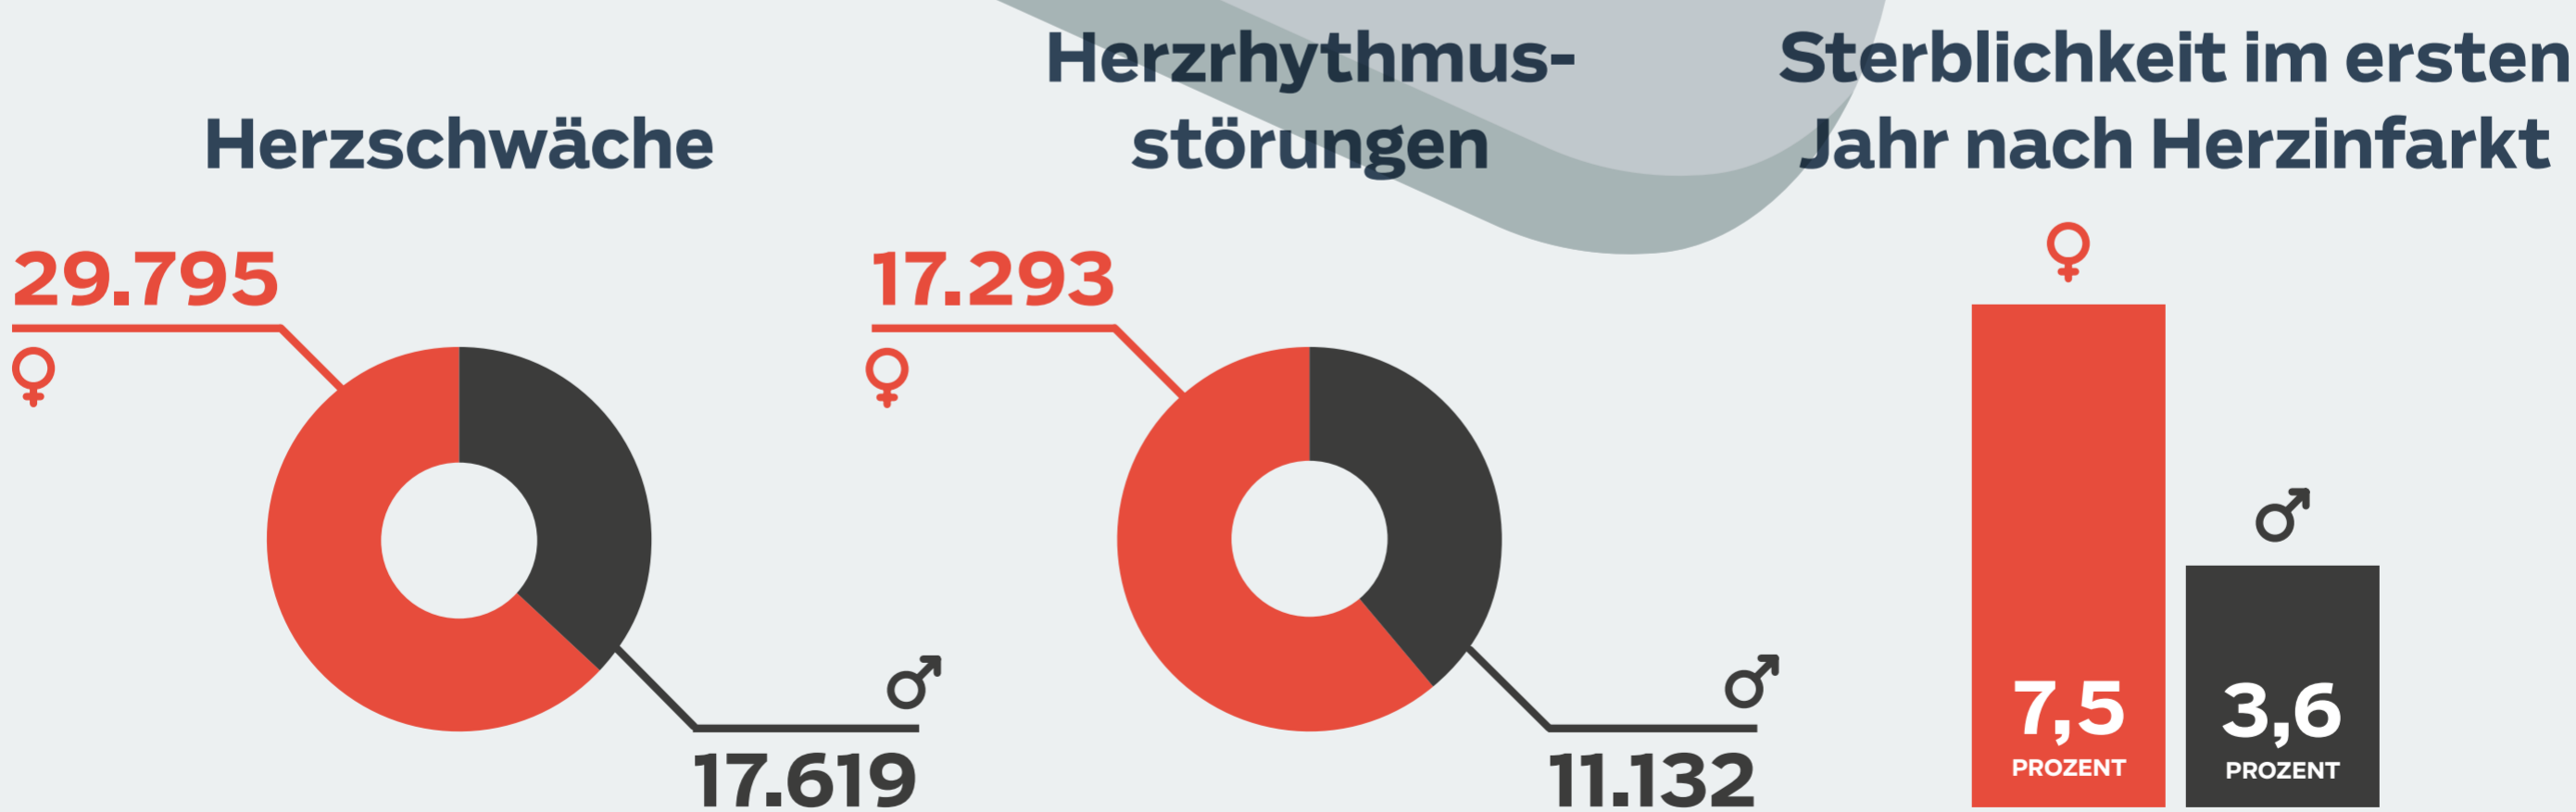 Herzschwäche
29.795
♀
♂
17.619
Herzrhythmus-
störungen
17.293
♀
♂
11.132
Sterblichkeit im ersten
Jahr nach Herzinfarkt
♀
7,5
PROZENT
♂
3,6
PROZENT